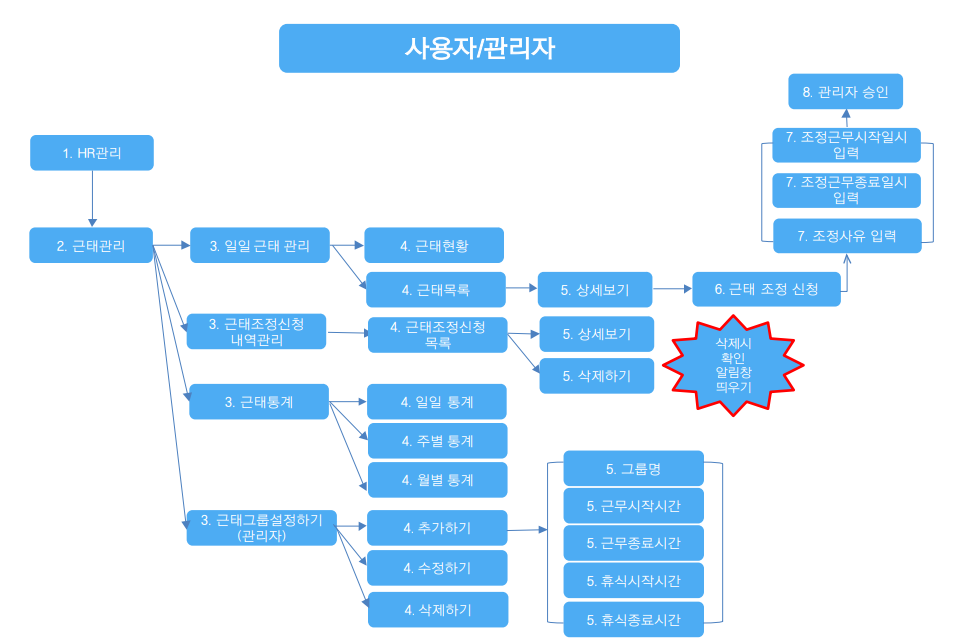 사용자/관리자
8. 관리자 승인
7. 조정근무시작일시
입력
7. 조정근무종료일시
입력
7. 조정사유 입력
1. HR관리
2. 근태관리
3. 일일 근태 관리
4. 근태현황
4. 근태목록
5. 상세보기
6. 근태 조정 신청
3. 근태조정신청
내역관리
4. 근태조정신청
목록
5. 상세보기
5. 삭제하기
삭제시
확인
알림창
띄우기
3. 근태통계
4. 일일 통계
4. 주별 통계
4. 월별 통계
3. 근태그룹설정하기
(관리자)
4. 추가하기
4. 수정하기
4. 삭제하기
5. 그룹명
5. 근무시작시간
5. 근무종료시간
5. 휴식시작시간
5. 휴식종료시간